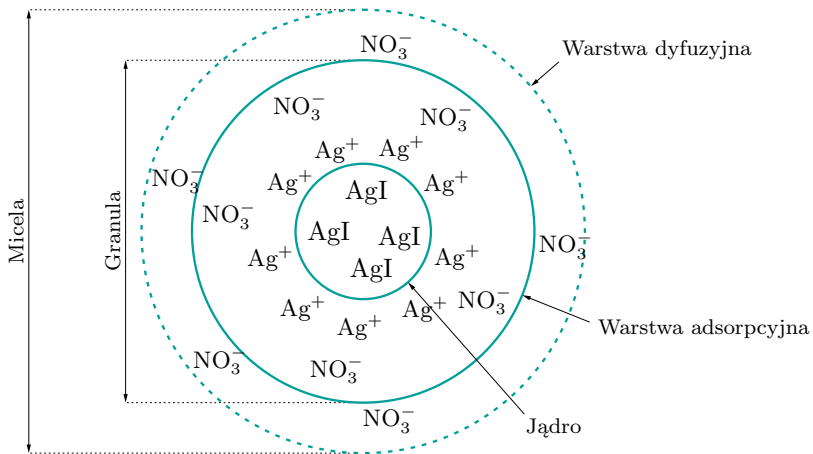 NO₃⁻
Warstwa dyfuzyjna
NO₃⁻
NO₃⁻
Ag⁺
Ag⁺
NO₃⁻
Ag⁺
AgI
Ag⁺
Micela
Granula
NO₃⁻
AgI
AgI
NO₃⁻
Ag⁺
AgI
Ag⁺
Ag⁺
Ag⁺
NO₃⁻
Ag⁺
Warstwa adsorpcyjna
NO₃⁻
NO₃⁻
NO₃⁻
Jądro